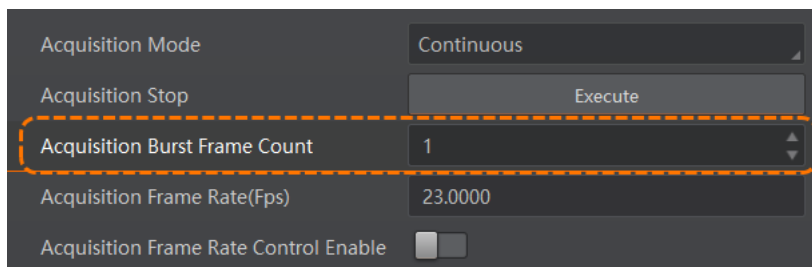 Acquisition Mode Continuous
Acquisition Stop Execute
Acquisition Burst Frame Count 1
Acquisition Frame Rate(Fps) 23.0000
Acquisition Frame Rate Control Enable